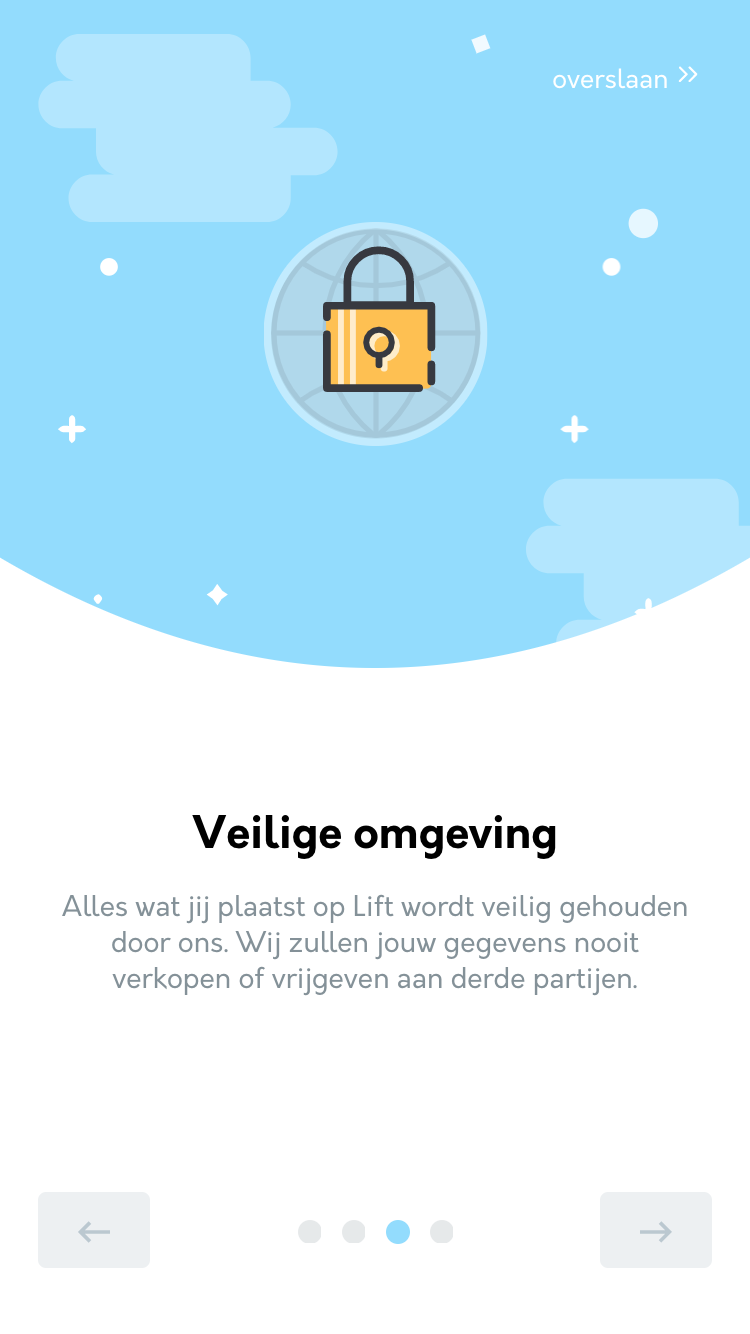 overslaan
Veilige omgeving
Alles wat jij plaatst op Lift wordt veilig gehouden
door ons. Wij zullen jouw gegevens nooit
verkopen of vrijgeven aan derde partijen.